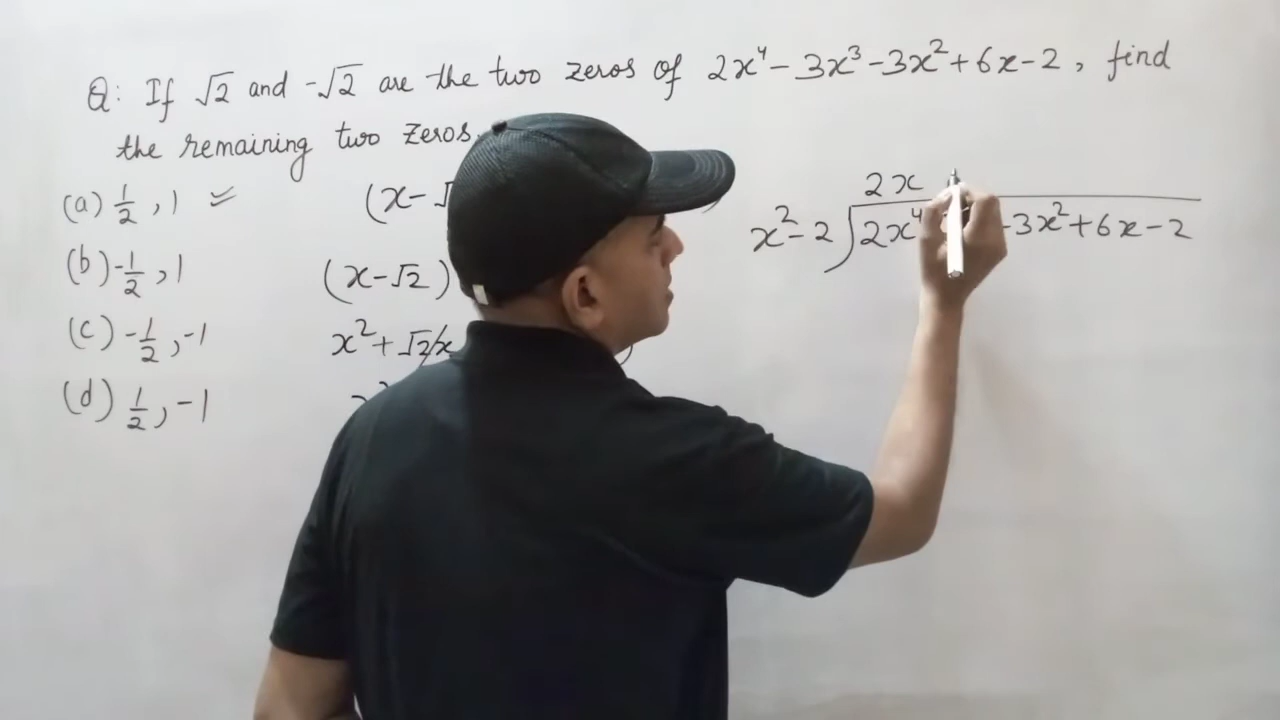 Q: If √2 and -√2 are the two zeros of 2x⁴-3x³-3x²+6x-2, find
the remaining two zeros.
(a) 1/2, 1
(b) -1/2, 1
(c) -1/2, -1
(d) 1/2, -1
(x-√
(x-√2)
x²+√2x
2x
x²-2)2x⁴ -3x²+6x-2